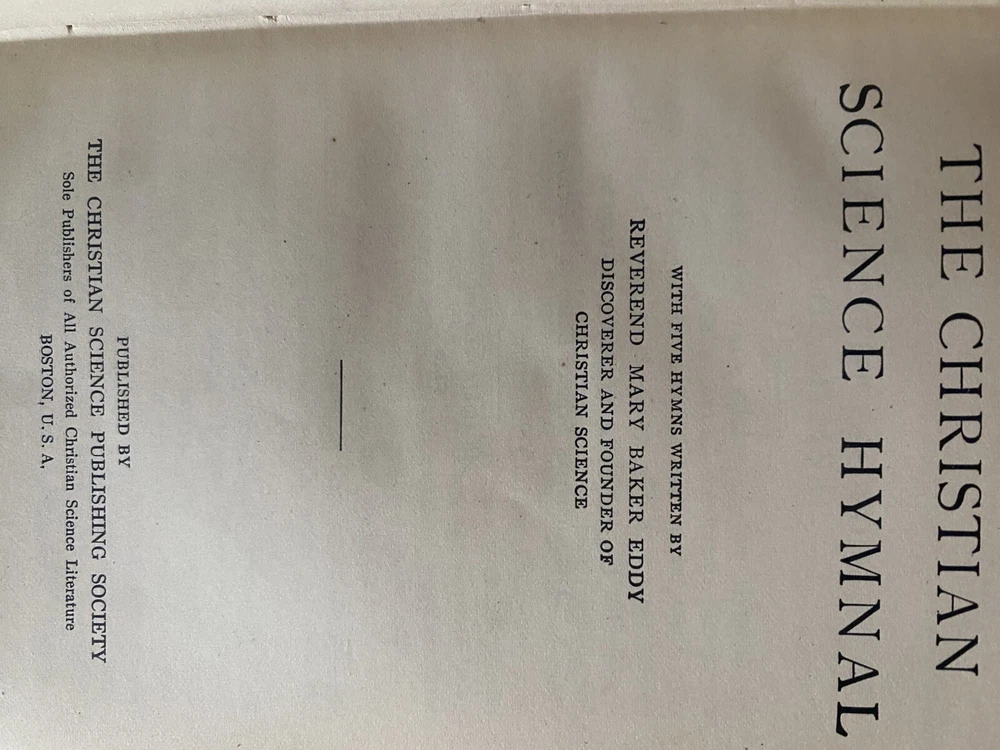 THE CHRISTIAN
SCIENCE HYMNAL
WITH FIVE HYMNS WRITTEN BY
REVEREND MARY BAKER EDDY
DISCOVERER AND FOUNDER OF
CHRISTIAN SCIENCE
PUBLISHED BY
THE CHRISTIAN SCIENCE PUBLISHING SOCIETY
Sole Publishers of All Authorized Christian Science Literature
BOSTON, U. S. A.